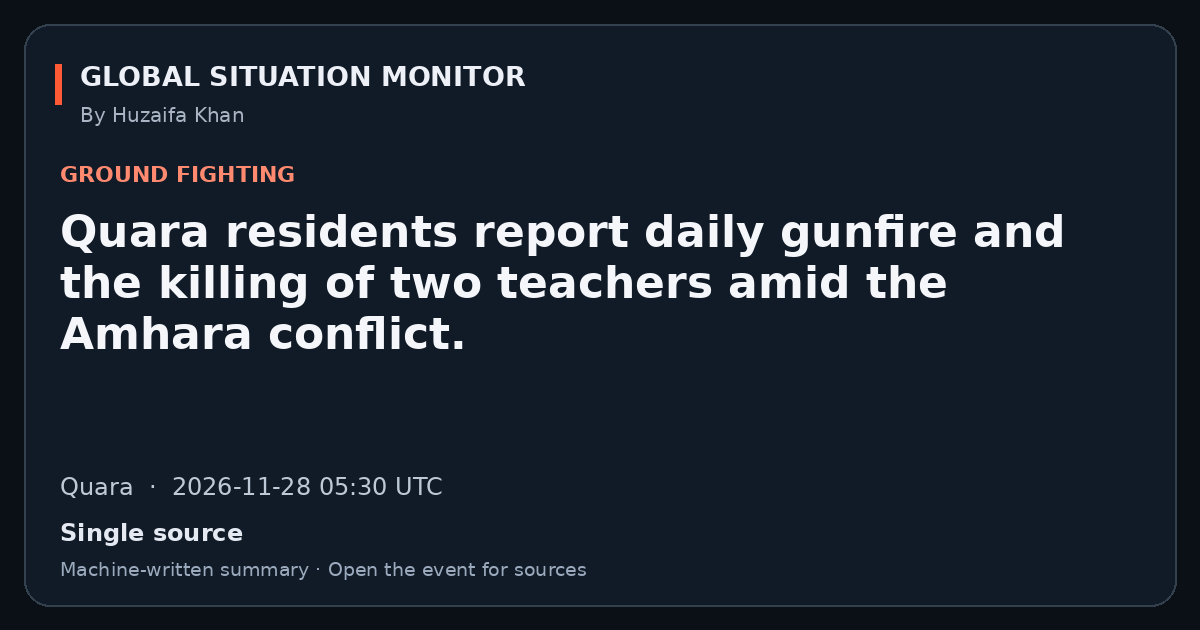 GLOBAL SITUATION MONITOR
By Huzaifa Khan
GROUND FIGHTING
Quara residents report daily gunfire and
the killing of two teachers amid the
Amhara conflict.
Quara · 2026-11-28 05:30 UTC
Single source
Machine-written summary · Open the event for sources